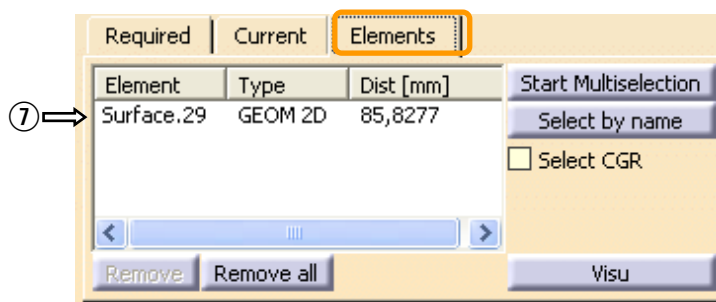 Required Current Elements
Element Type Dist [mm] Start Multiselection
⑦ Surface.29 GEOM 2D 85,8277 Select by name
Select CGR
Remove Remove all Visu